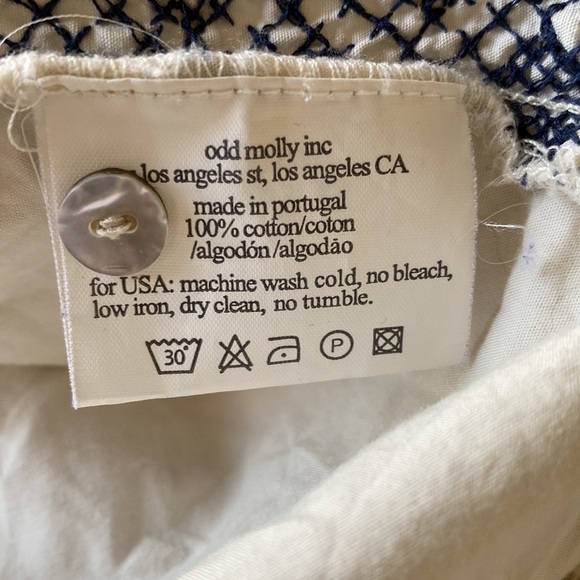 odd molly inc
los angeles st, los angeles CA
made in portugal
100% cotton/coton
/algodón/algodão
for USA: machine wash cold, no bleach,
low iron, dry clean, no tumble.
30°
P